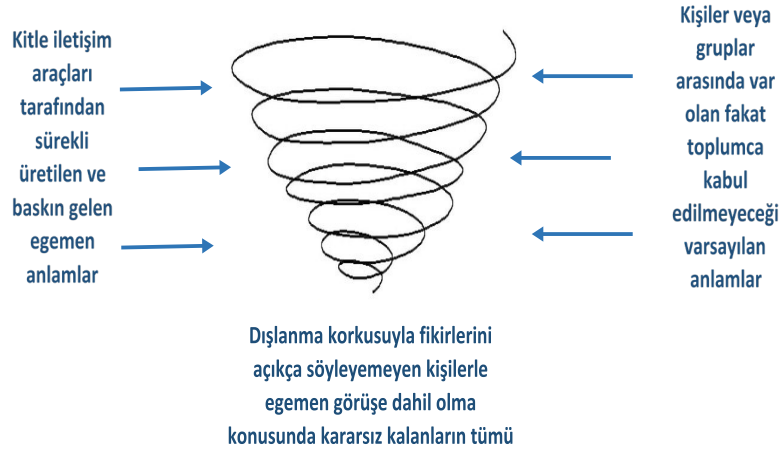 Kitle iletişim
araçları
tarafından
sürekli
üretilen ve
baskın gelen
egemen
anlamlar
Kişiler veya
gruplar
arasında var
olan fakat
toplumca
kabul
edilmeyeceği
varsayılan
anlamlar
Dışlanma korkusuyla fikirlerini
açıkça söyleyemeyen kişilerle
egemen görüşe dahil olma
konusunda kararsız kalanların tümü